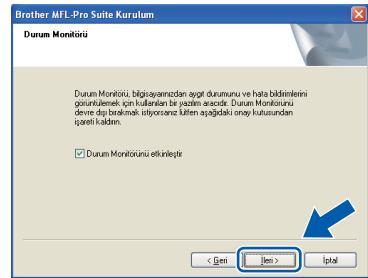 Brother MFL-Pro Suite Kurulum
Durum Monitörü
Durum Monitörü, bilgisayarınızdan aygıt durumunu ve hata bildirimlerini
görüntülemek için kullanılan bir yazılım aracıdır. Durum Monitörünü
devre dışı bırakmak istiyorsanız lütfen aşağıdaki onay kutusundan
işareti kaldırın.
Durum Monitörünü etkinleştir
< Geri
İleri >
İptal